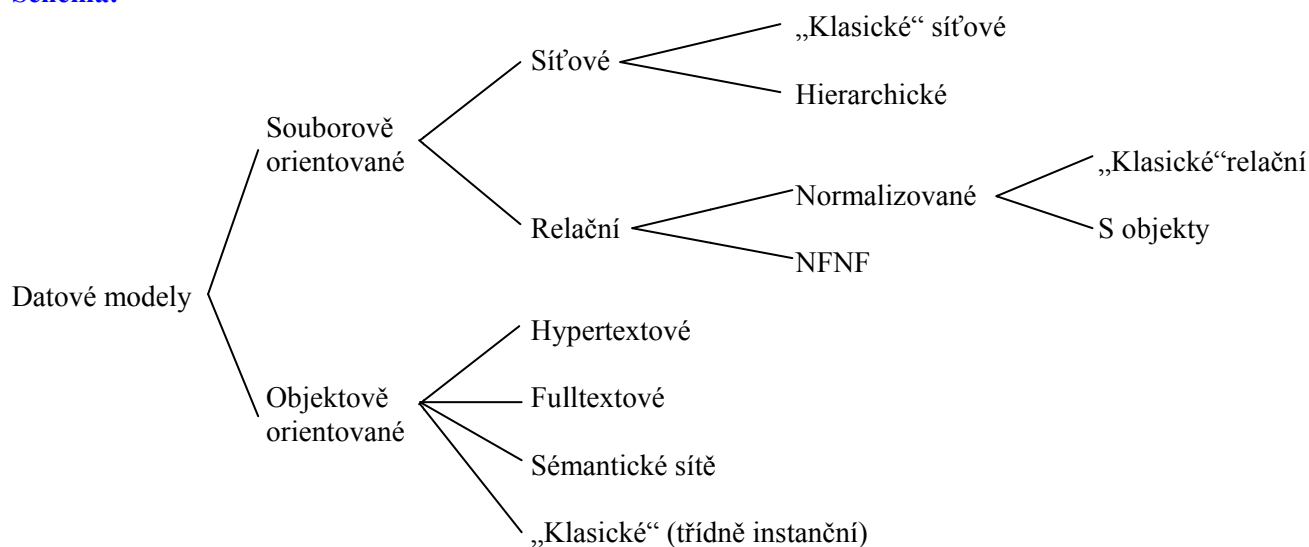 Schéma:
„Klasické“ síťové
Síťové
Hierarchické
Souborově
orientované
„Klasické“relační
Normalizované
S objekty
Relační
NFNF
Datové modely
Hypertextové
Objektově
orientované
Fulltextové
Sémantické sítě
„Klasické“ (třídně instanční)